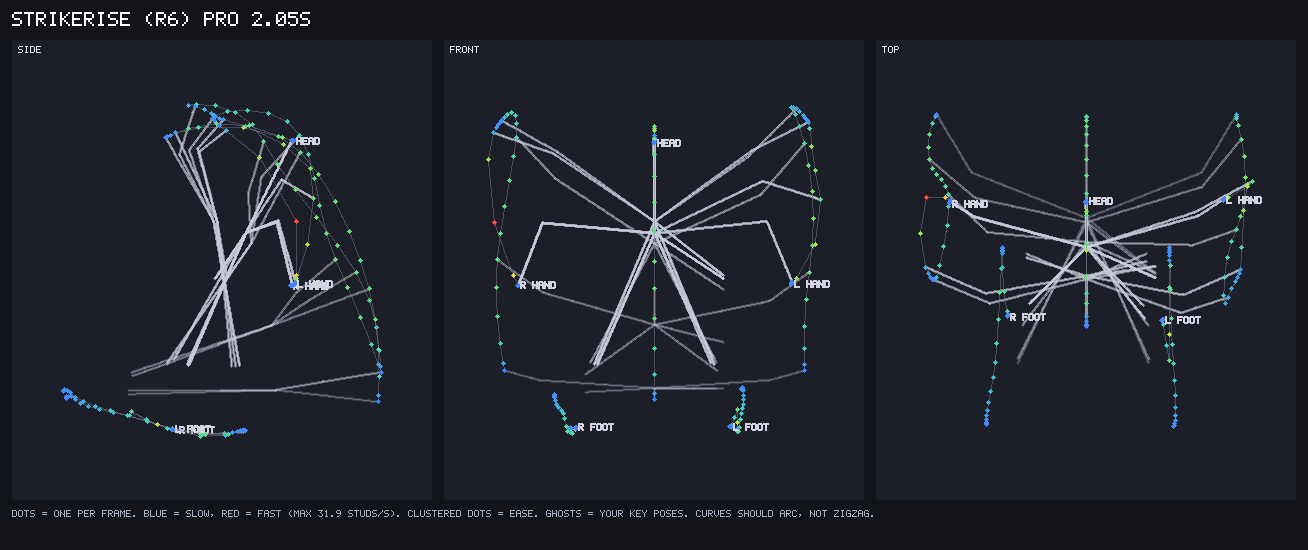 STRIKERISE (R6) PRO 2.05S
SIDE
FRONT
TOP
HEAD
HEAD
HEAD
R HAND
L HAND
L HAND
R HAND
L HAND
R FOOT
L FOOT
R FOOT
L FOOT
DOTS = ONE PER FRAME. BLUE = SLOW, RED = FAST (MAX 31.9 STUDS/S). CLUSTERED DOTS = EASE. GHOSTS = YOUR KEY POSES. CURVES SHOULD ARC, NOT ZIGZAG.